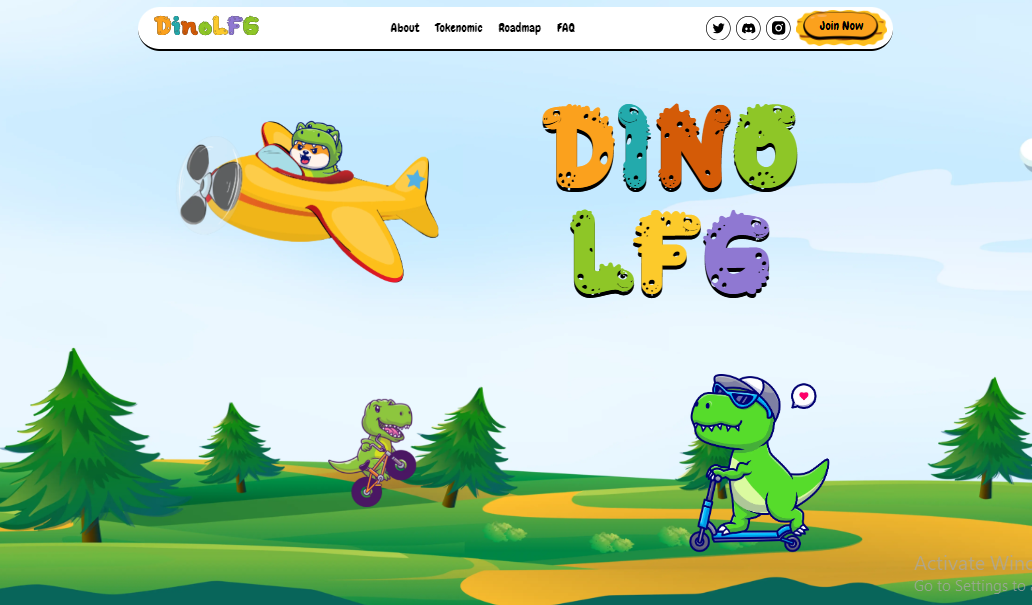 DinoLFG
About
Tokenomic
Roadmap
FAQ
Join Now
DINO
LFG
Activate Win
Go to Settings to